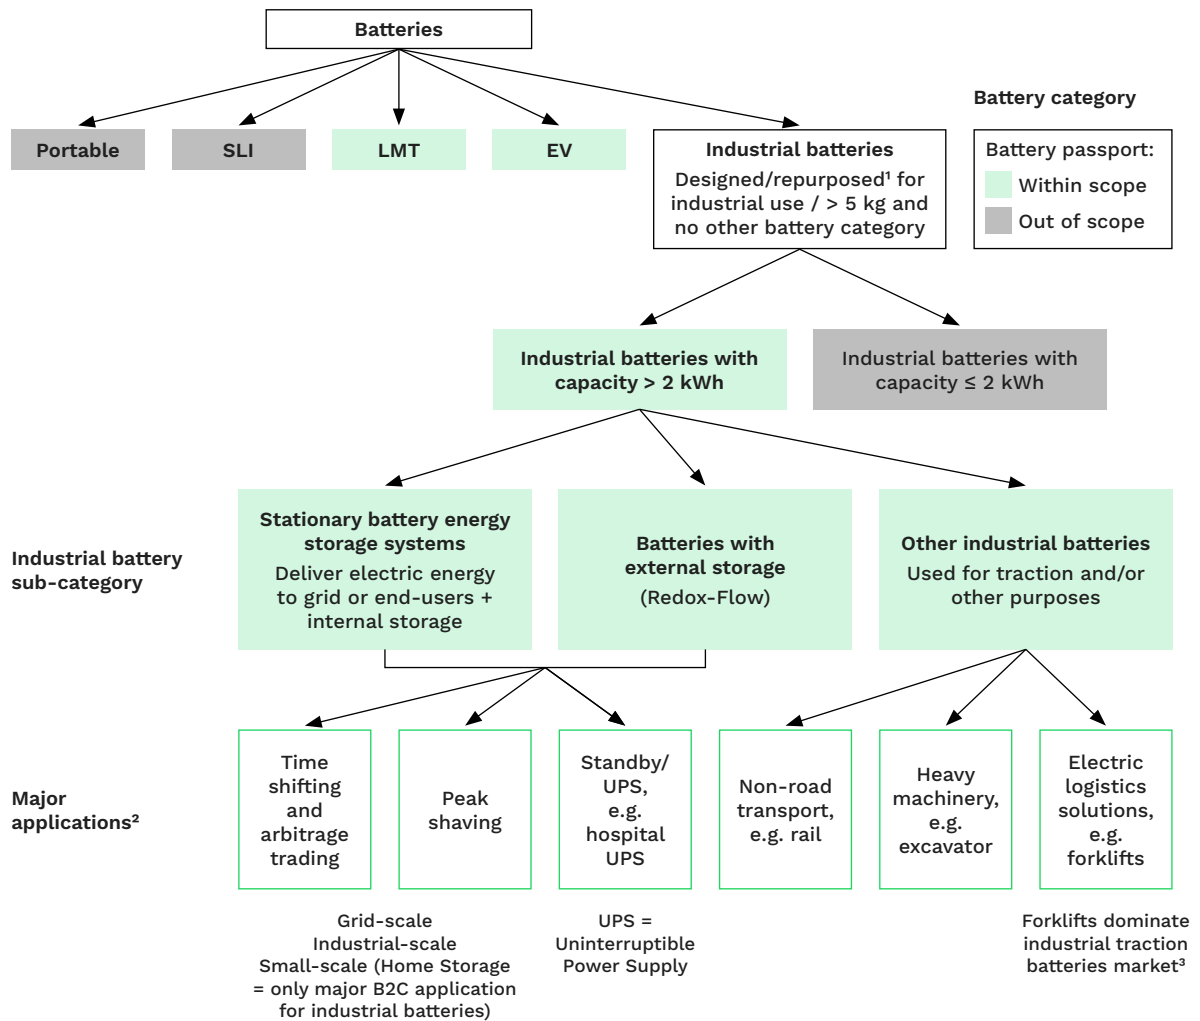 Batteries
Battery category
Portable
SLI
LMT
EV
Industrial batteries
Designed/repurposed¹ for
industrial use / > 5 kg and
no other battery category
Battery passport:
Within scope
Out of scope
Industrial batteries with
capacity > 2 kWh
Industrial batteries with
capacity ≤ 2 kWh
Industrial battery
sub-category
Stationary battery energy
storage systems
Deliver electric energy
to grid or end-users +
internal storage
Batteries with
external storage
(Redox-Flow)
Other industrial batteries
Used for traction and/or
other purposes
Major
applications²
Time
shifting
and
arbitrage
trading
Peak
shaving
Standby/
UPS,
e.g.
hospital
UPS
Non-road
transport,
e.g. rail
Heavy
machinery,
e.g.
excavator
Electric
logistics
solutions,
e.g.
forklifts
Grid-scale
Industrial-scale
Small-scale (Home Storage
= only major B2C application
for industrial batteries)
UPS =
Uninterruptible
Power Supply
Forklifts dominate
industrial traction
batteries market³